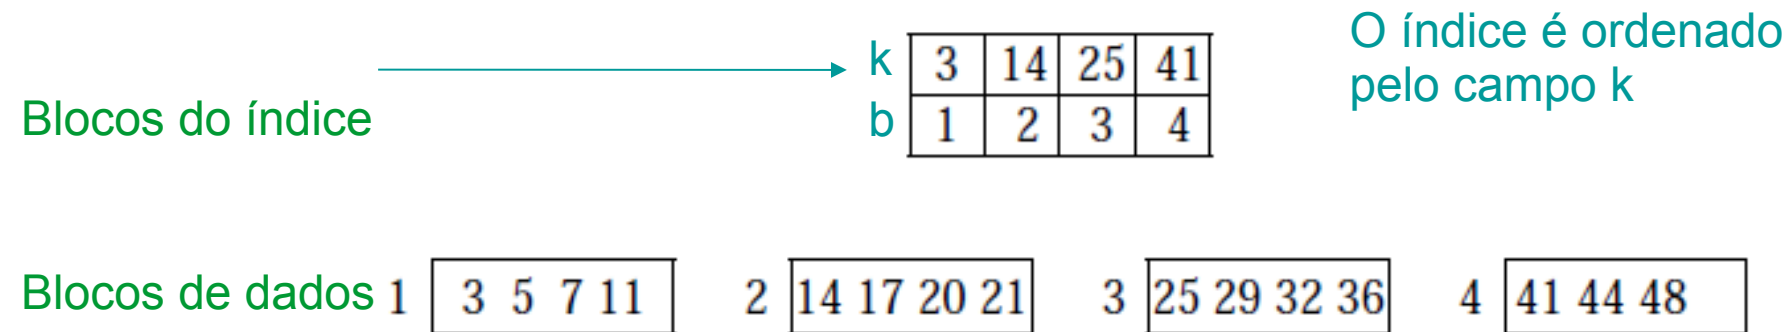 O índice é ordenado
pelo campo k
k 3 14 25 41
Blocos do índice
b 1 2 3 4
Blocos de dados 1 3 5 7 11 2 14 17 20 21 3 25 29 32 36 4 41 44 48